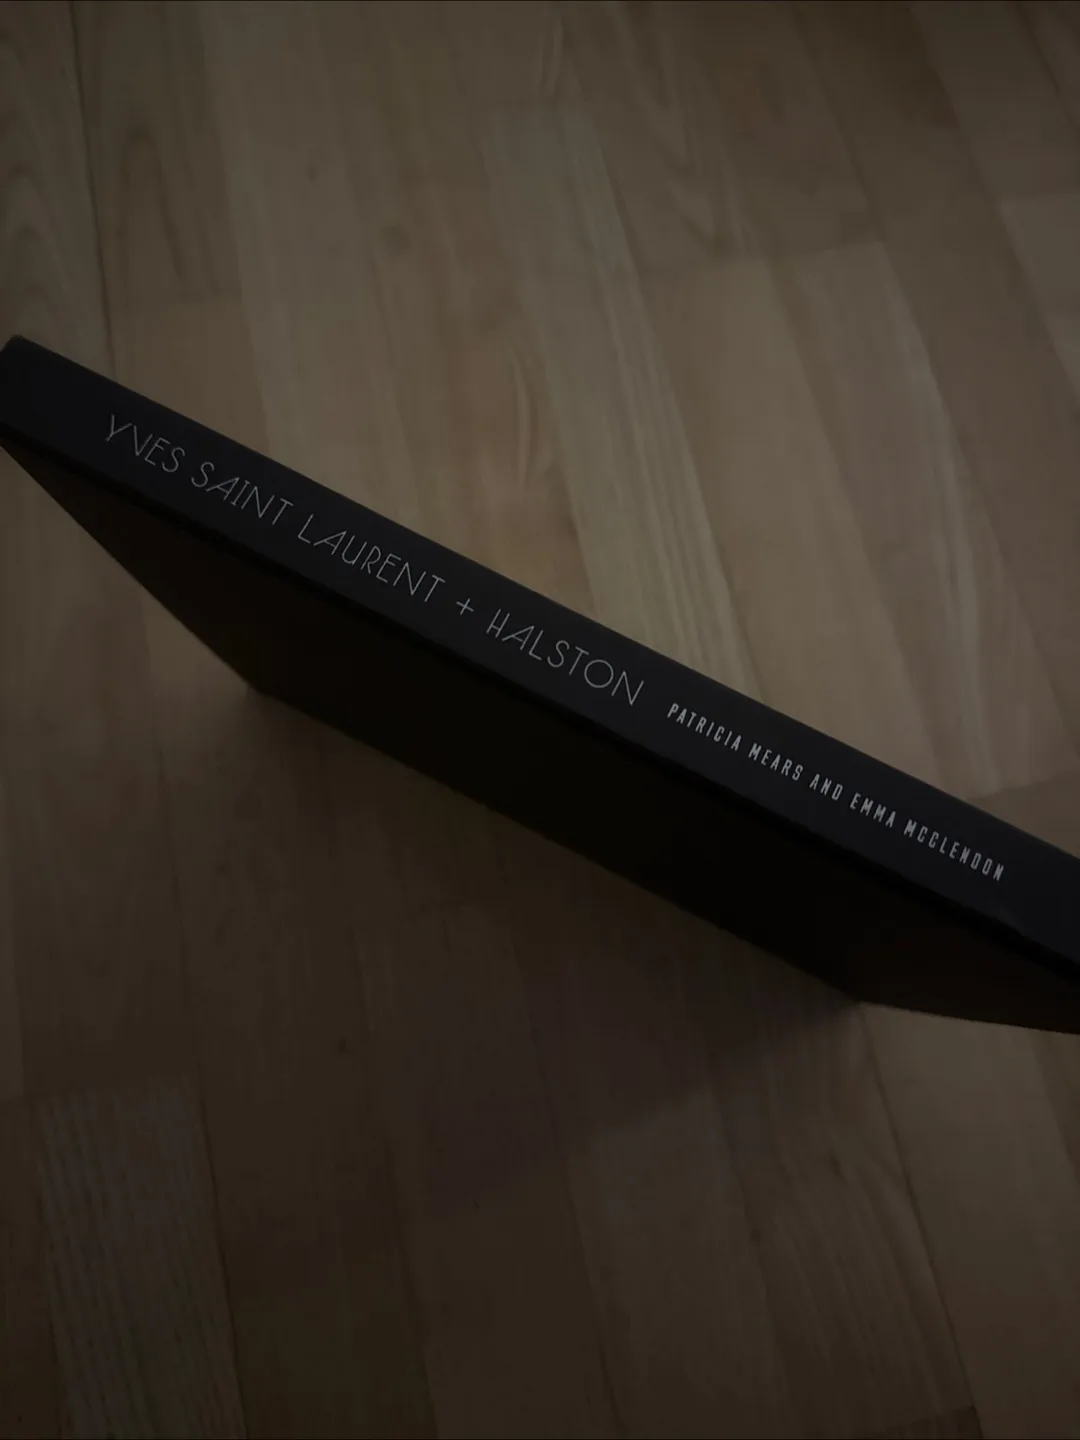 YVES SAINT LAURENT + HALSTON PATRICIA MEARS AND EMMA MCCLENDON